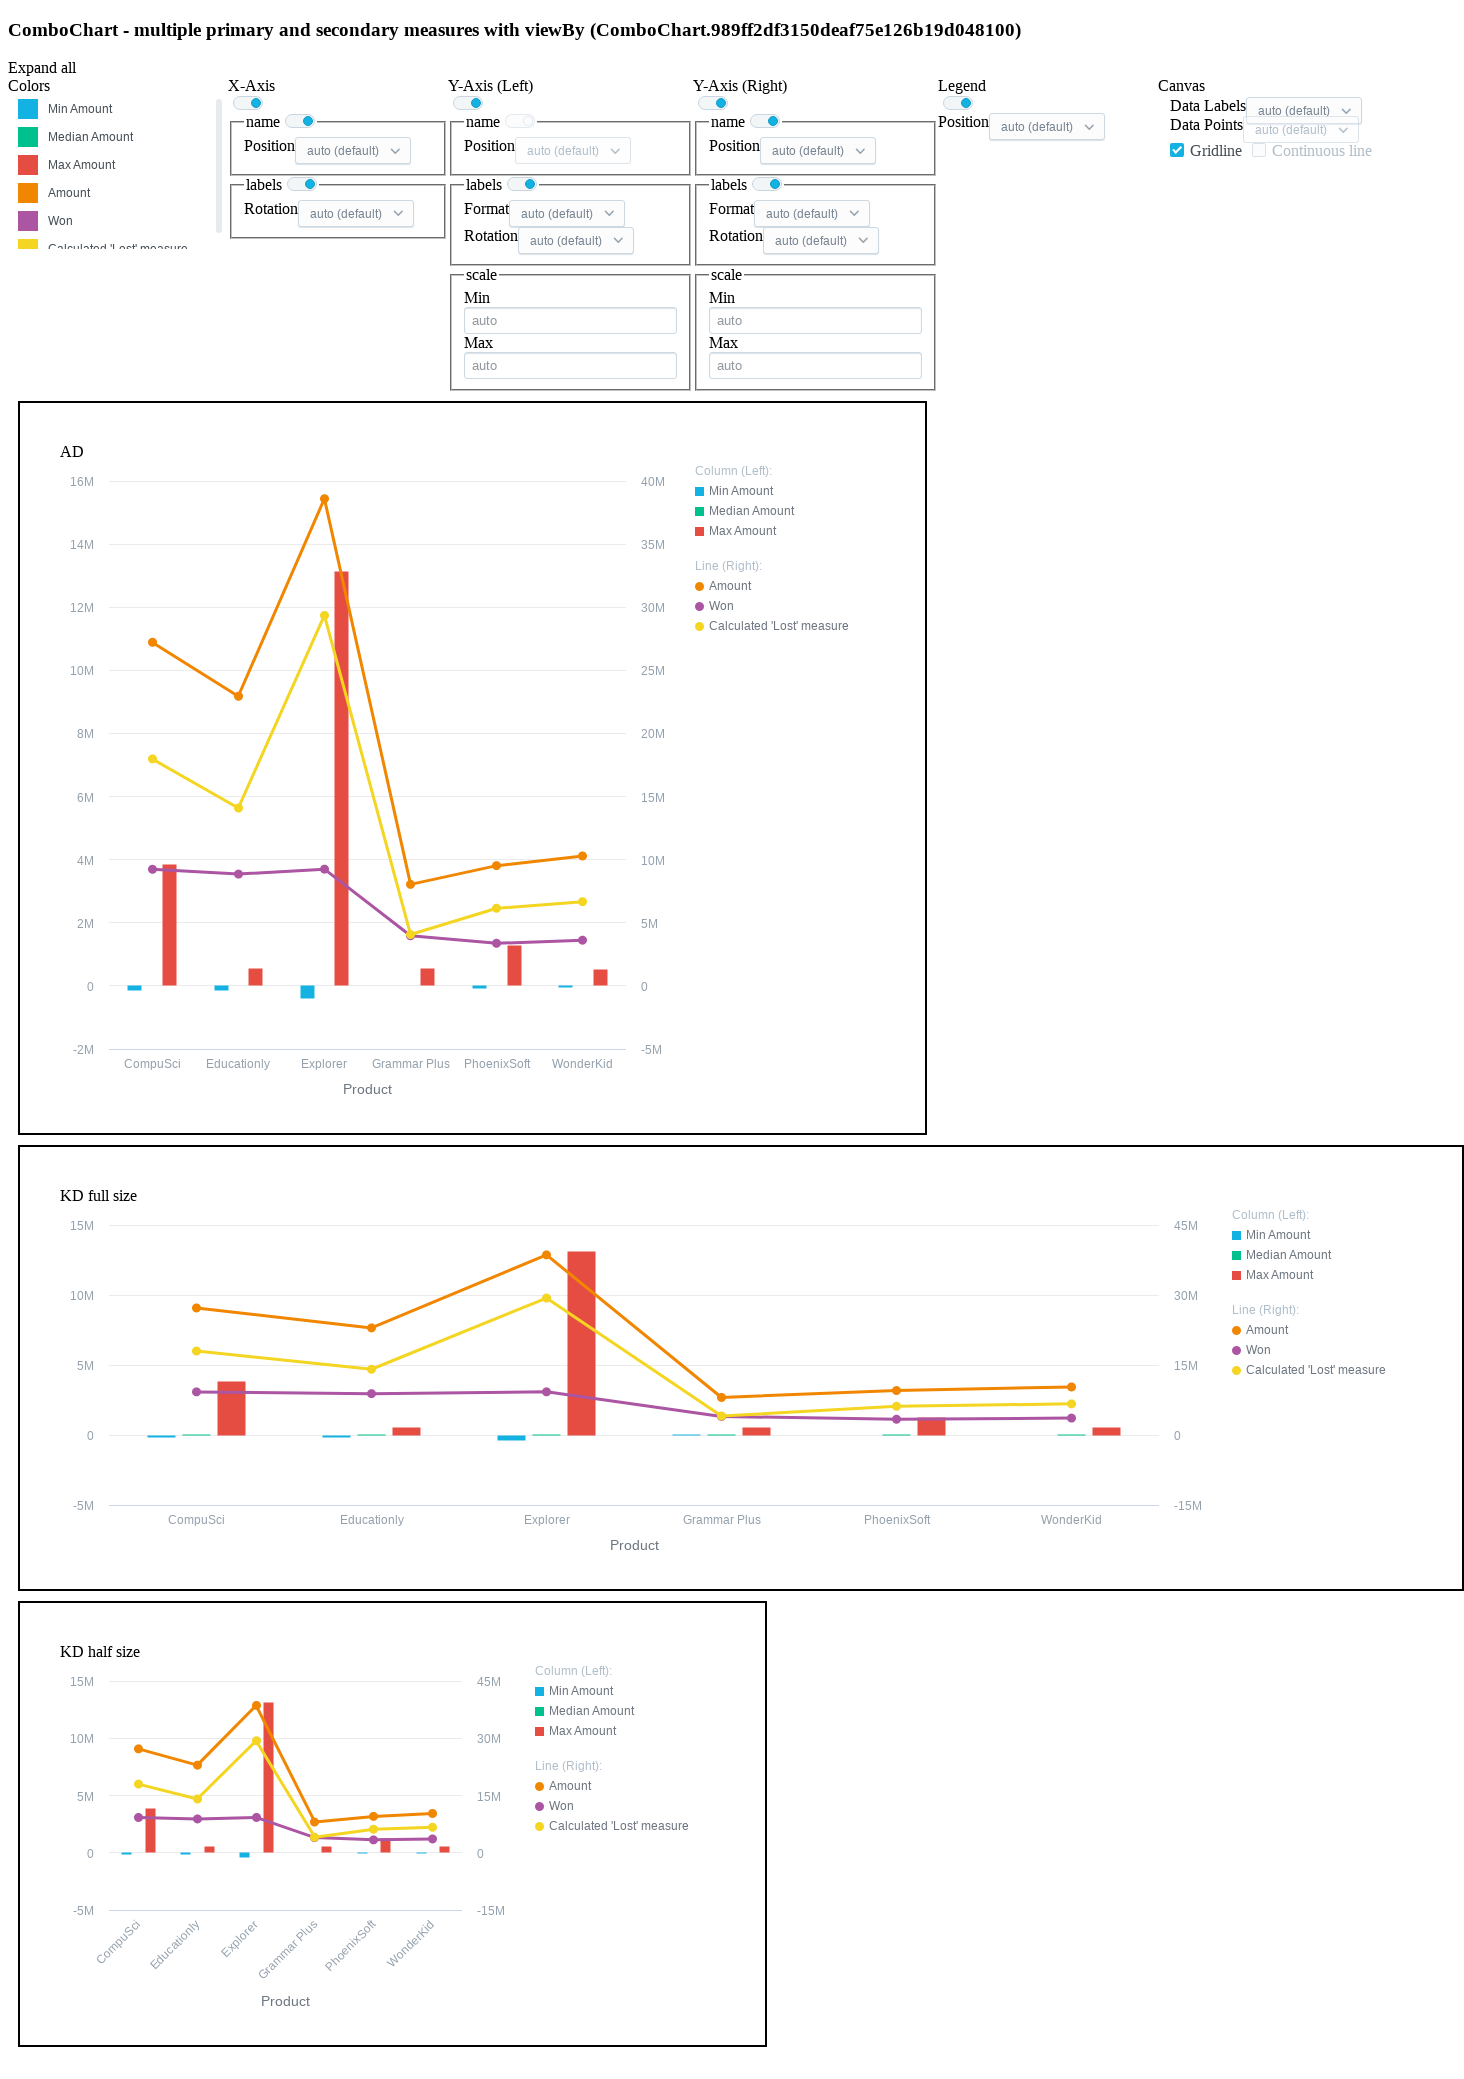 ComboChart - multiple primary and secondary measures with viewBy (ComboChart.989ff2df3150deaf75e126b19d048100)
Expand all
Colors
Min Amount
Median Amount
Max Amount
Amount
Won
Calculated 'Lost' measure
X-Axis
name
Position auto (default)
labels
Rotation auto (default)
Y-Axis (Left)
name
Position auto (default)
labels
Format auto (default)
Rotation auto (default)
scale
Min
auto
Max
auto
Y-Axis (Right)
name
Position auto (default)
labels
Format auto (default)
Rotation auto (default)
scale
Min
auto
Max
auto
Legend
Position auto (default)
Canvas
Data Labels auto (default)
Data Points auto (default)
Gridline Continuous line
AD
16M
14M
12M
10M
8M
6M
4M
2M
0
-2M
40M
35M
30M
25M
20M
15M
10M
5M
0
-5M
CompuSci Educationly Explorer Grammar Plus PhoenixSoft WonderKid
Product
Column (Left):
Min Amount
Median Amount
Max Amount
Line (Right):
Amount
Won
Calculated 'Lost' measure
KD full size
15M
10M
5M
0
-5M
45M
30M
15M
0
-15M
CompuSci Educationly Explorer Grammar Plus PhoenixSoft WonderKid
Product
Column (Left):
Min Amount
Median Amount
Max Amount
Line (Right):
Amount
Won
Calculated 'Lost' measure
KD half size
15M
10M
5M
0
-5M
45M
30M
15M
0
-15M
CompuSci Educationly Explorer Grammar Plus PhoenixSoft WonderKid
Product
Column (Left):
Min Amount
Median Amount
Max Amount
Line (Right):
Amount
Won
Calculated 'Lost' measure